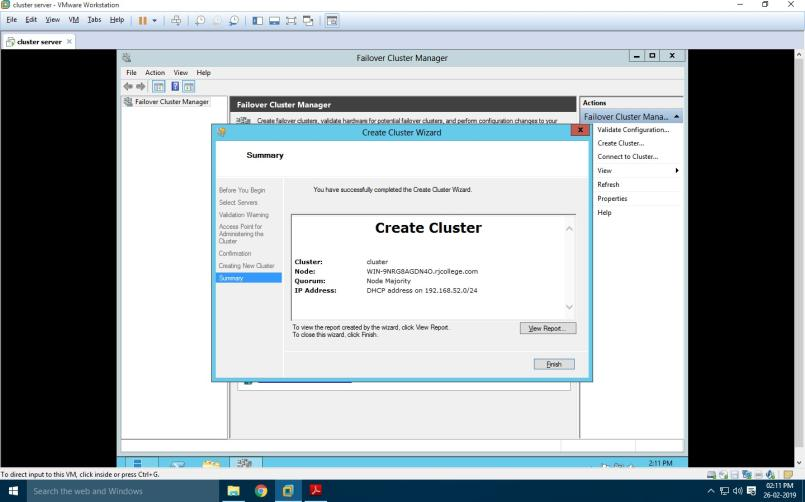 cluster server - VMware Workstation
File Edit View VM Tabs Help
cluster server
Failover Cluster Manager
File Action View Help
Failover Cluster Manager
Failover Cluster Manager
Create failover clusters, validate hardware for potential failover clusters, and perform configuration changes to your
Actions
Failover Cluster Mana...
Validate Configuration...
Create Cluster...
Connect to Cluster...
View
Refresh
Properties
Help
Create Cluster Wizard
Summary
Before You Begin
Select Servers
Validation Warning
Access Point for
Administering the
Cluster
Confirmation
Creating New Cluster
Summary
You have successfully completed the Create Cluster Wizard.
Create Cluster
Cluster: cluster
Node: WIN-9NRG8AGDN4O.rjcollege.com
Quorum: Node Majority
IP Address: DHCP address on 192.168.52.0/24
To view the report created by the wizard, click View Report.
To close this wizard, click Finish.
View Report...
Finish
2:11 PM
To direct input to this VM, click inside or press Ctrl+G.
Search the web and Windows
02:11 PM
26-02-2019